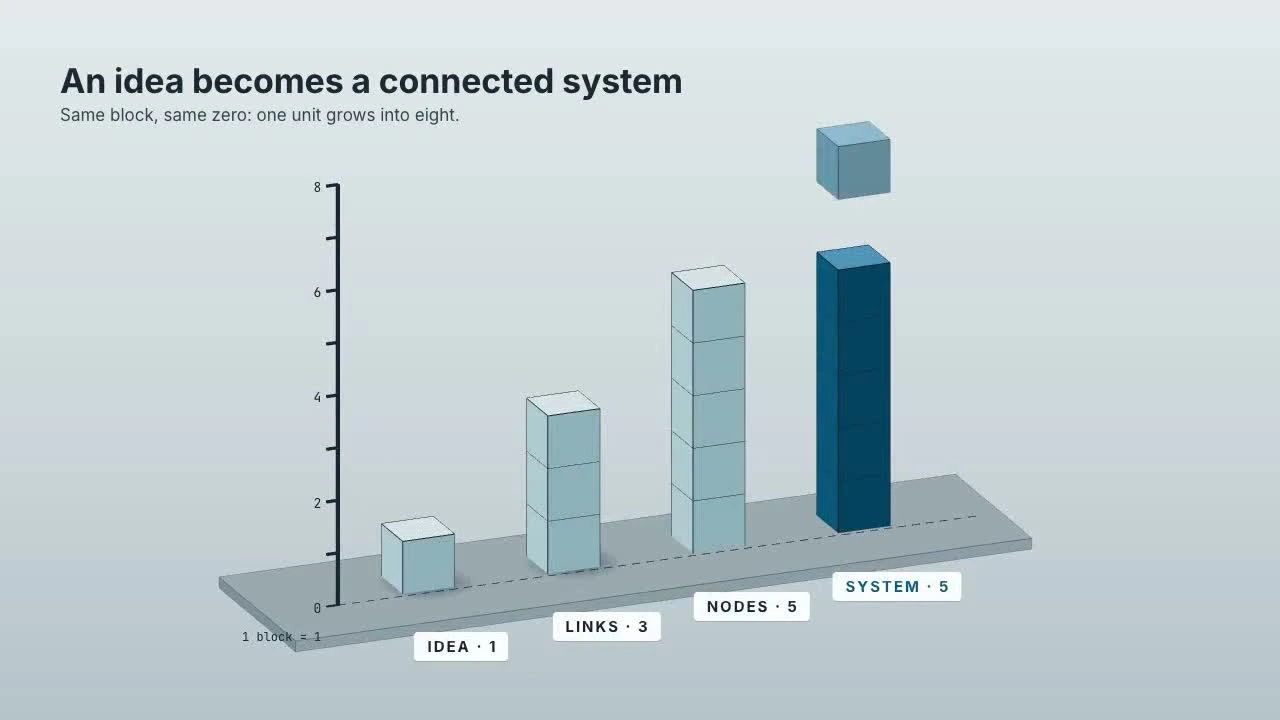 An idea becomes a connected system
Same block, same zero: one unit grows into eight.
8
6
4
2
0
1 block = 1
IDEA · 1
LINKS · 3
NODES · 5
SYSTEM · 5